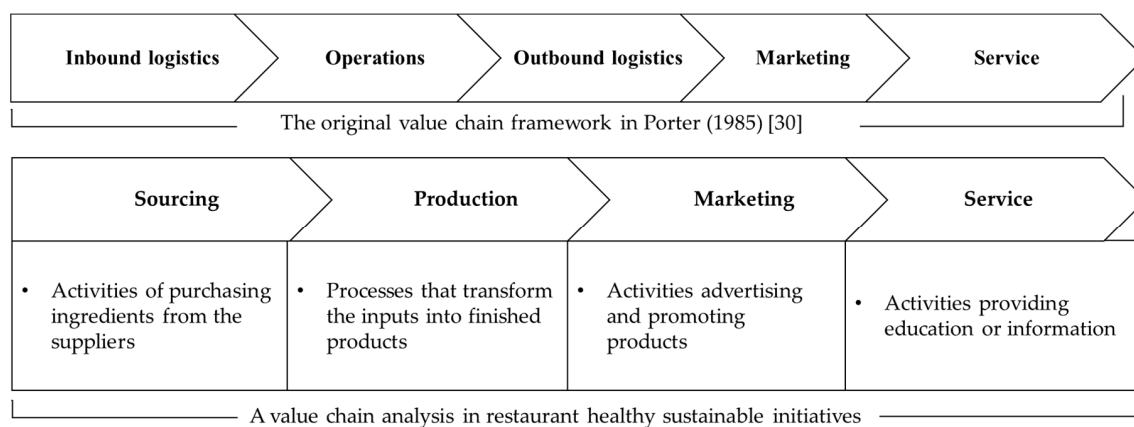 Inbound logistics Operations Outbound logistics Marketing Service
The original value chain framework in Porter (1985) [30]
Sourcing Production Marketing Service
• Activities of purchasing
ingredients from the
suppliers
• Processes that transform
the inputs into finished
products
• Activities advertising
and promoting
products
• Activities providing
education or information
A value chain analysis in restaurant healthy sustainable initiatives